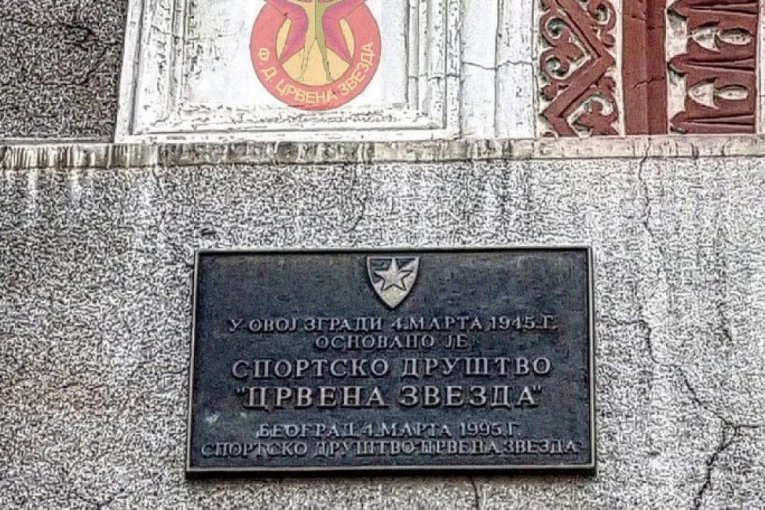 Ф. Д. ЦРВЕНА ЗВЕЗДА
У ОВОЈ ЗГРАДИ 4.МАРТА 1945.Г.
ОСНОВАНО ЈЕ
СПОРТСКО ДРУШТВО
"ЦРВЕНА ЗВЕЗДА"
БЕОГРАД 4.МАРТА 1995.Г.
СПОРТСКО ДРУШТВО ЦРВЕНА ЗВЕЗДА